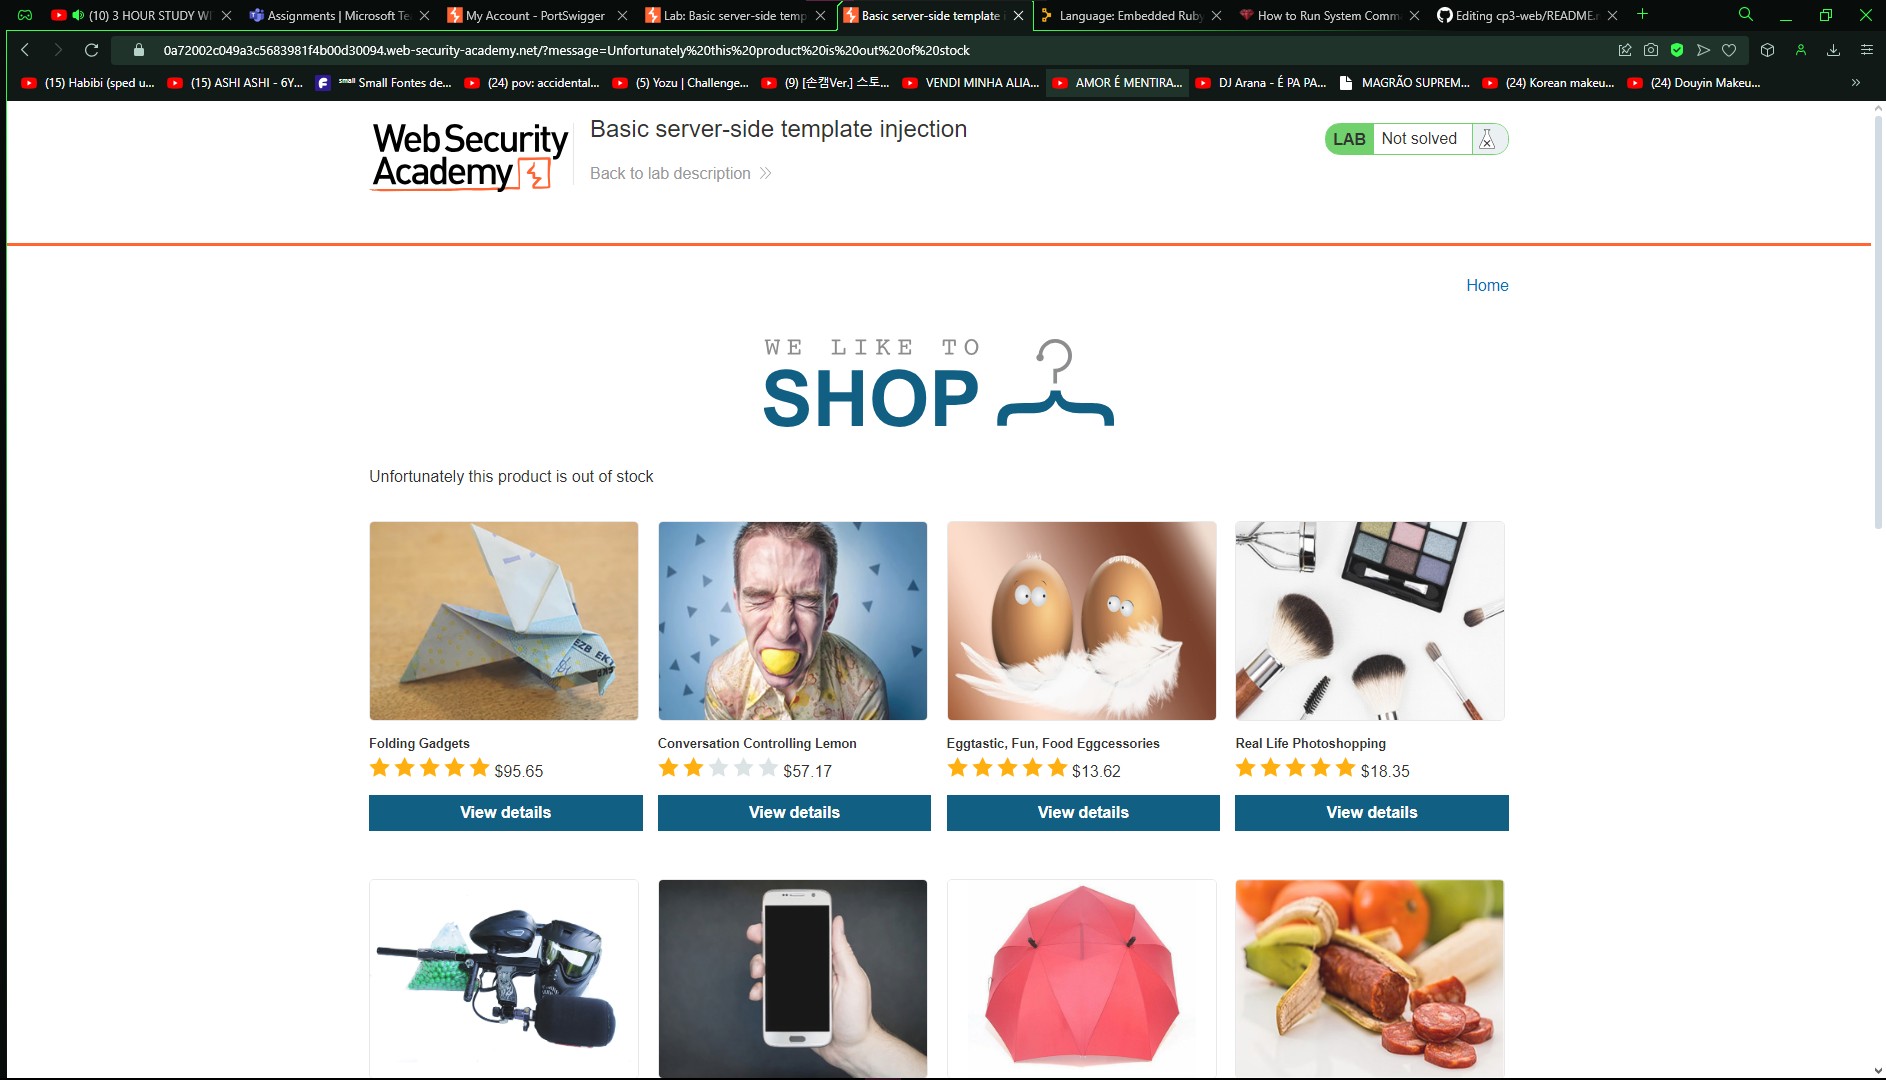 (10) 3 HOUR STUDY WI
Assignments | Microsoft Te
My Account - PortSwigger
Lab: Basic server-side temp
Basic server-side template i
Language: Embedded Ruby
How to Run System Comma
Editing cp3-web/README.r
0a72002c049a3c5683981f4b00d30094.web-security-academy.net/?message=Unfortunately%20this%20product%20is%20out%20of%20stock
(15) Habibi (sped u...
(15) ASHI ASHI - 6Y...
small Small Fontes de...
(24) pov: accidental...
(5) Yozu | Challenge...
(9) [손캠Ver.] 스토...
VENDI MINHA ALIA...
AMOR É MENTIRA...
DJ Arana - É PA PA...
MAGRÃO SUPREM...
(24) Korean makeu...
(24) Douyin Makeu...
Web Security
Academy
Basic server-side template injection
Back to lab description
LAB Not solved
Home
WE LIKE TO
SHOP
Unfortunately this product is out of stock
EZB EK
Folding Gadgets
$95.65
View details
Conversation Controlling Lemon
$57.17
View details
Eggtastic, Fun, Food Eggcessories
$13.62
View details
Real Life Photoshopping
$18.35
View details